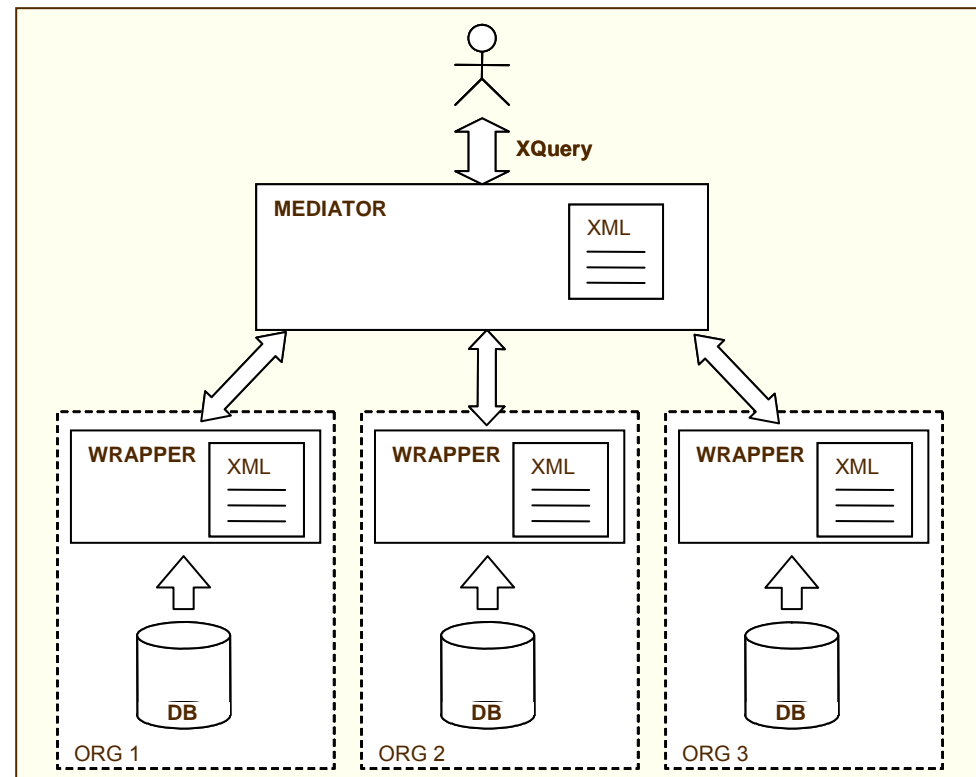 XQuery
MEDIATOR
XML
WRAPPER
XML
DB
ORG 1
WRAPPER
XML
DB
ORG 2
WRAPPER
XML
DB
ORG 3